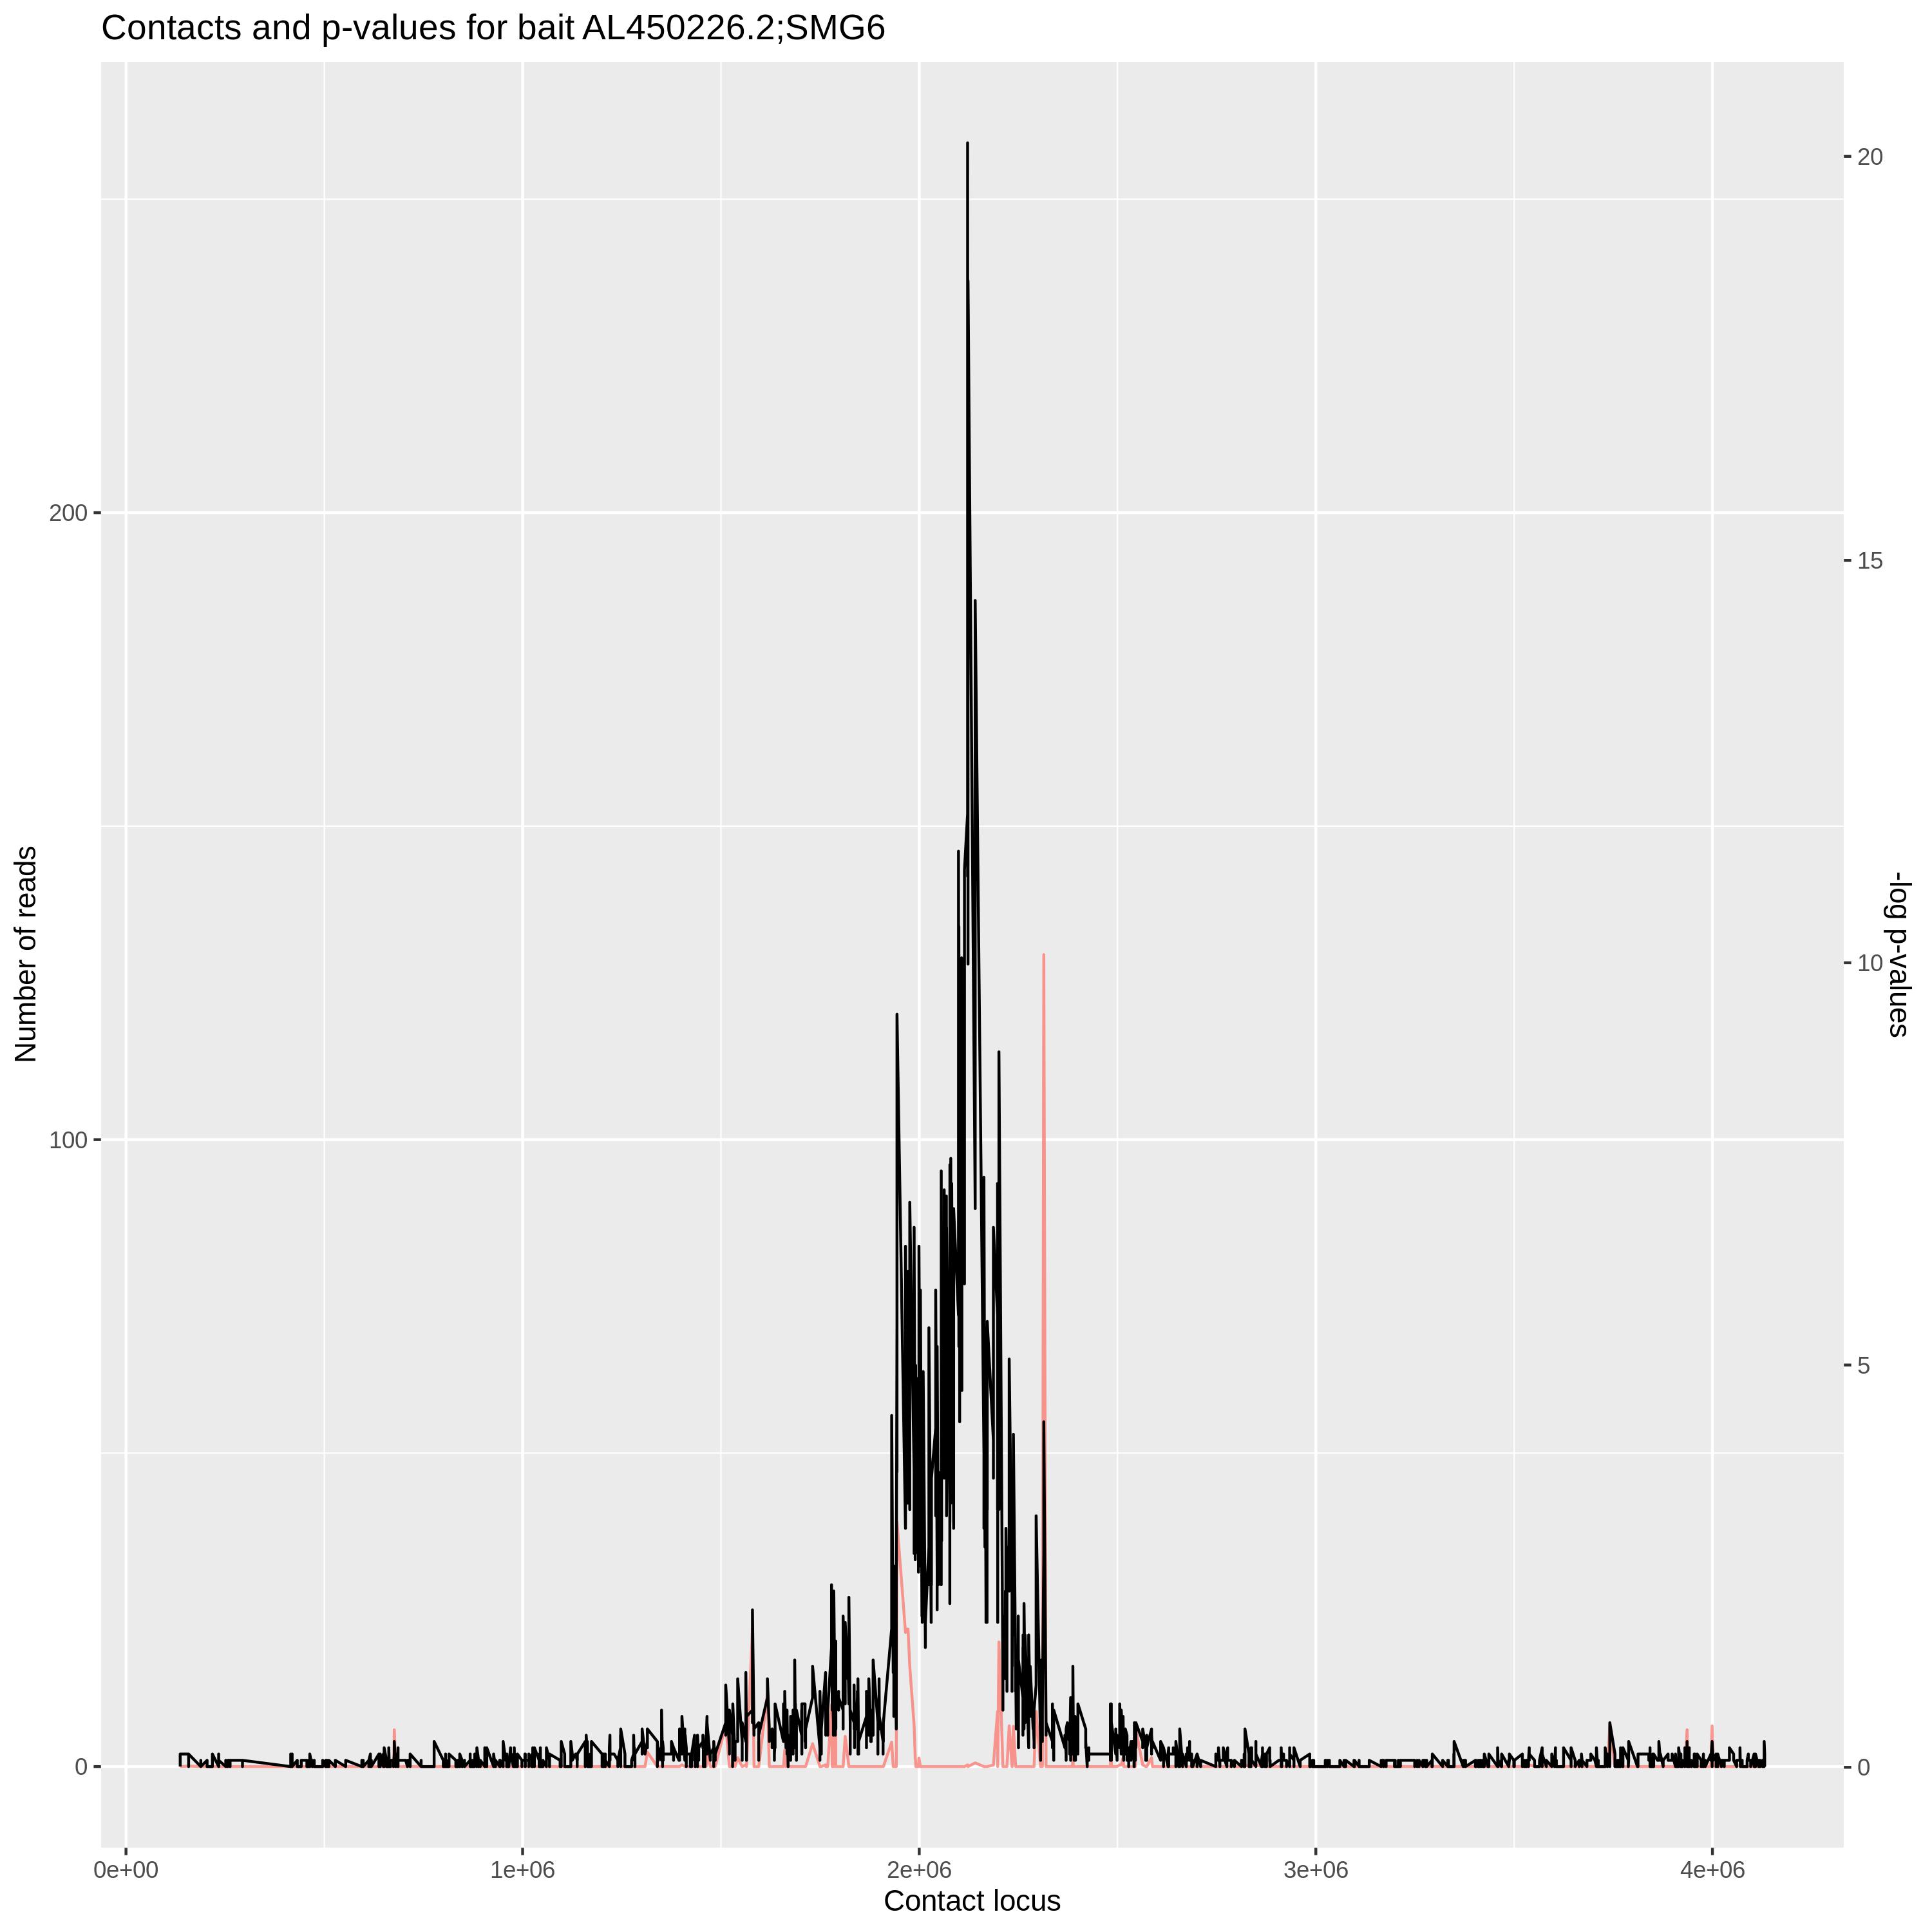 Contacts and p-values for bait AL450226.2;SMG6
20
200
15
Number of reads
10
-log p-values
100
5
0
0
0e+00
1e+06
2e+06
3e+06
4e+06
Contact locus